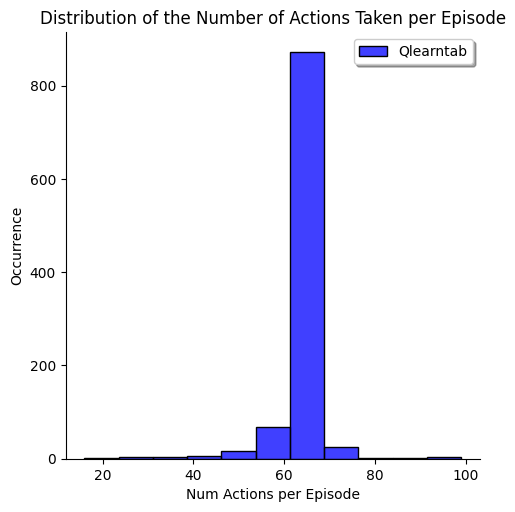 Distribution of the Number of Actions Taken per Episode
Qlearntab
800
600
400
200
0
Occurrence
20 40 60 80 100
Num Actions per Episode